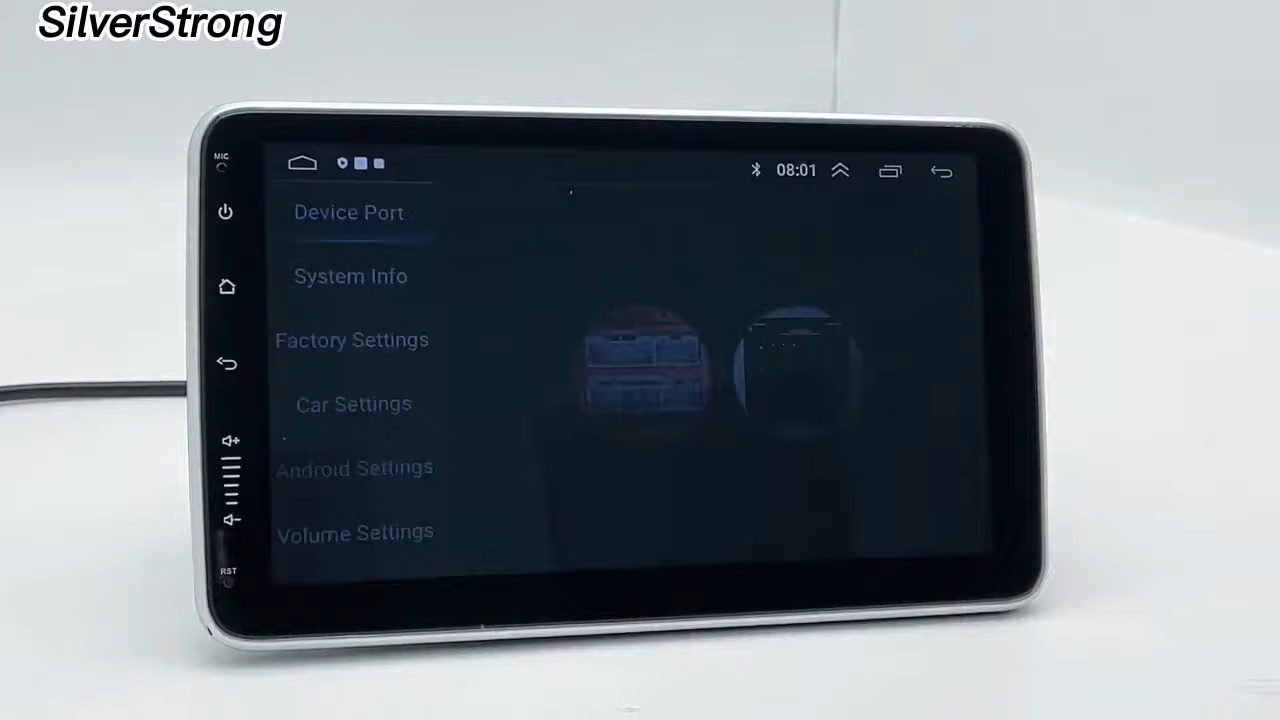 SilverStrong
MIC
08:01
Device Port
System Info
Factory Settings
Car Settings
Android Settings
Volume Settings
RST